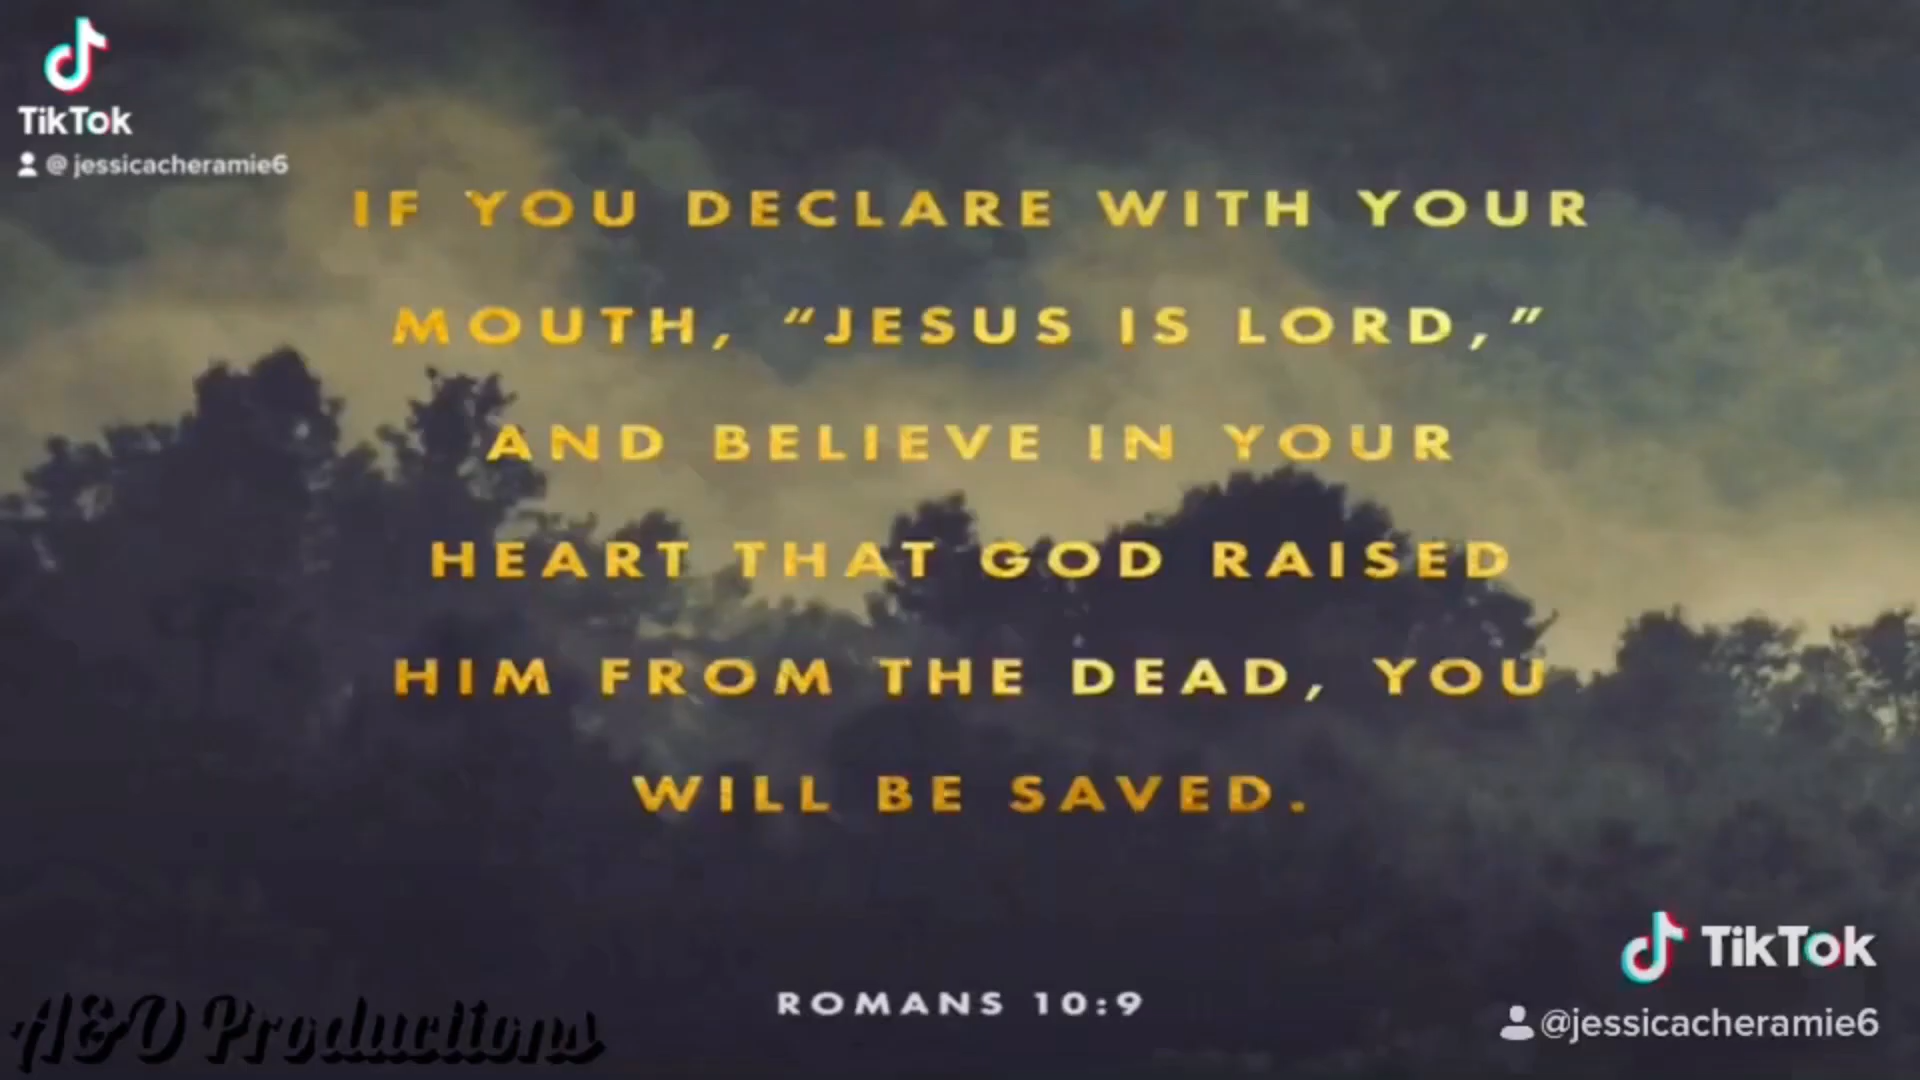 TikTok
@ jessicacheramie6
IF YOU DECLARE WITH YOUR
MOUTH, “JESUS IS LORD,”
AND BELIEVE IN YOUR
HEART THAT GOD RAISED
HIM FROM THE DEAD, YOU
WILL BE SAVED.
ROMANS 10:9
A&O Productions
TikTok
@jessicacheramie6